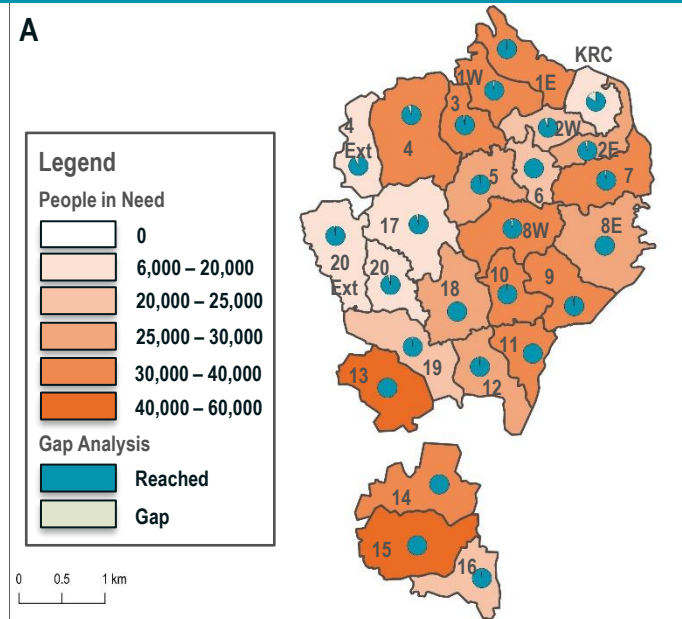 A
KRC
1W
1E
3
2W
4
4
Ext
2E
5
7
6
17
8W
8E
20
Ext
20
18
10
9
11
19
13
12
14
15
16
Legend
People in Need
0
6,000 – 20,000
20,000 – 25,000
25,000 – 30,000
30,000 – 40,000
40,000 – 60,000
Gap Analysis
Reached
Gap
0 0.5 1 km